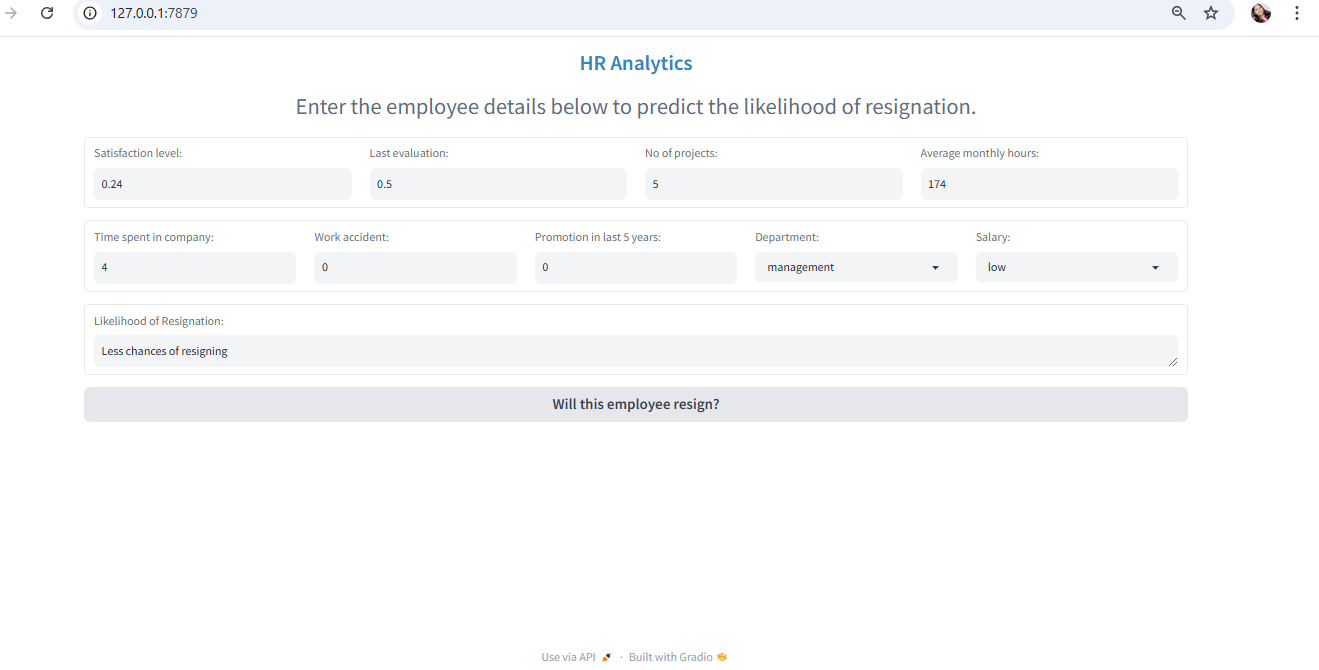 127.0.0.1:7879
HR Analytics
Enter the employee details below to predict the likelihood of resignation.
Satisfaction level: Last evaluation: No of projects: Average monthly hours:
0.24 0.5 5 174
Time spent in company: Work accident: Promotion in last 5 years: Department: Salary:
4 0 0 management low
Likelihood of Resignation:
Less chances of resigning
Will this employee resign?
Use via API · Built with Gradio